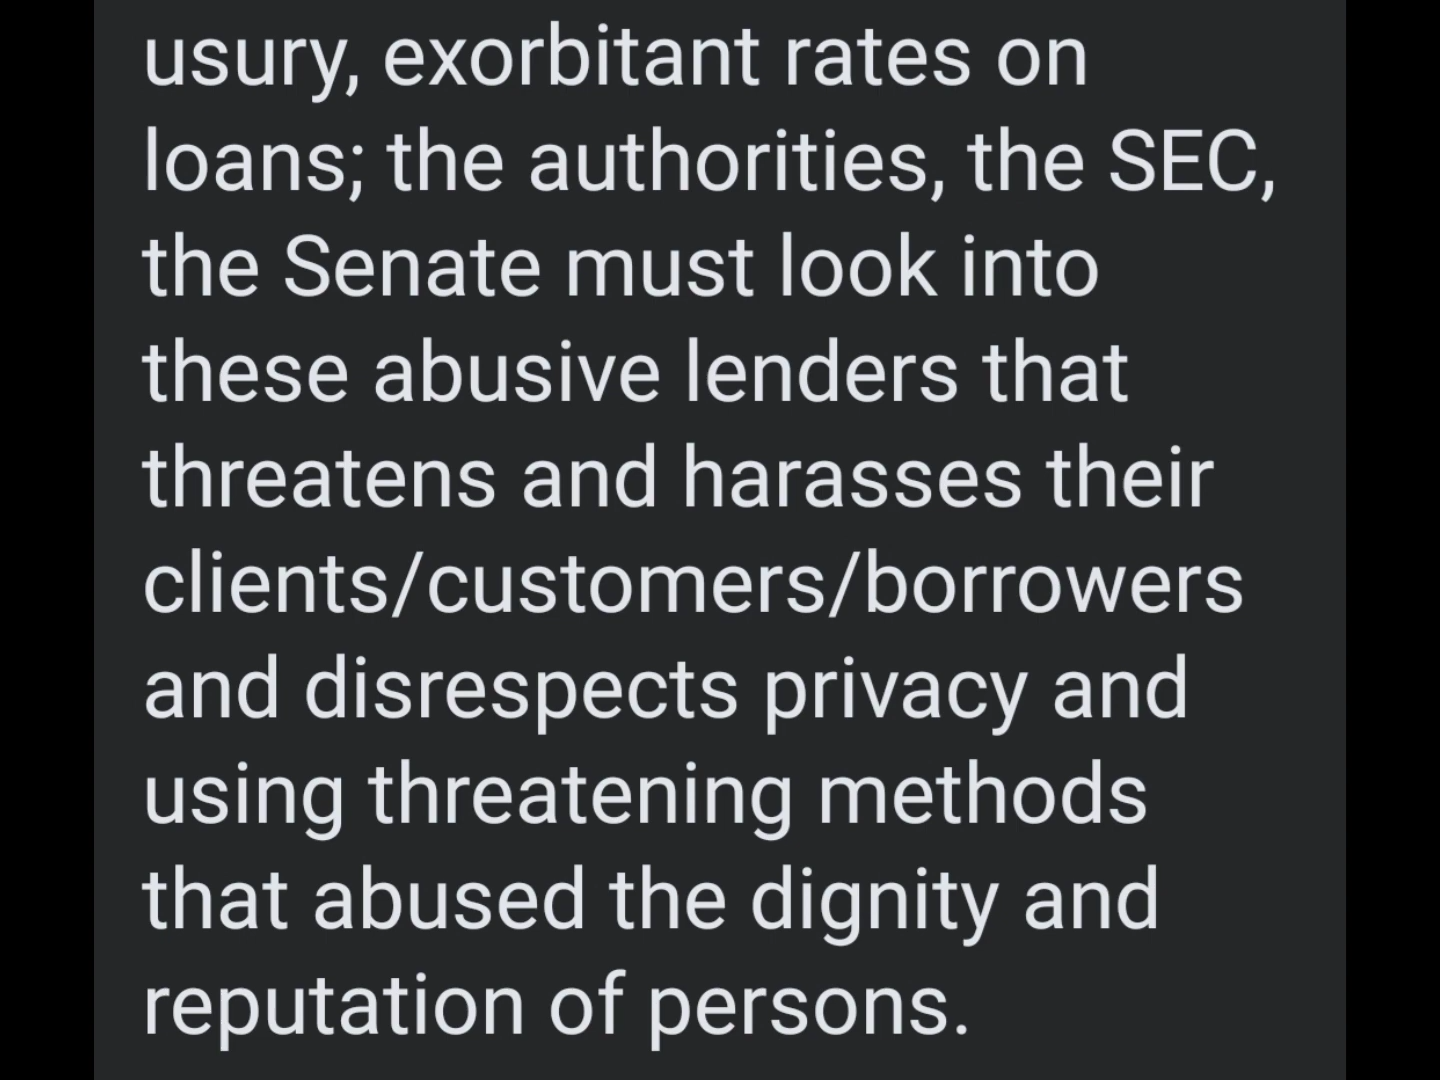 usury, exorbitant rates on
loans; the authorities, the SEC,
the Senate must look into
these abusive lenders that
threatens and harasses their
clients/customers/borrowers
and disrespects privacy and
using threatening methods
that abused the dignity and
reputation of persons.